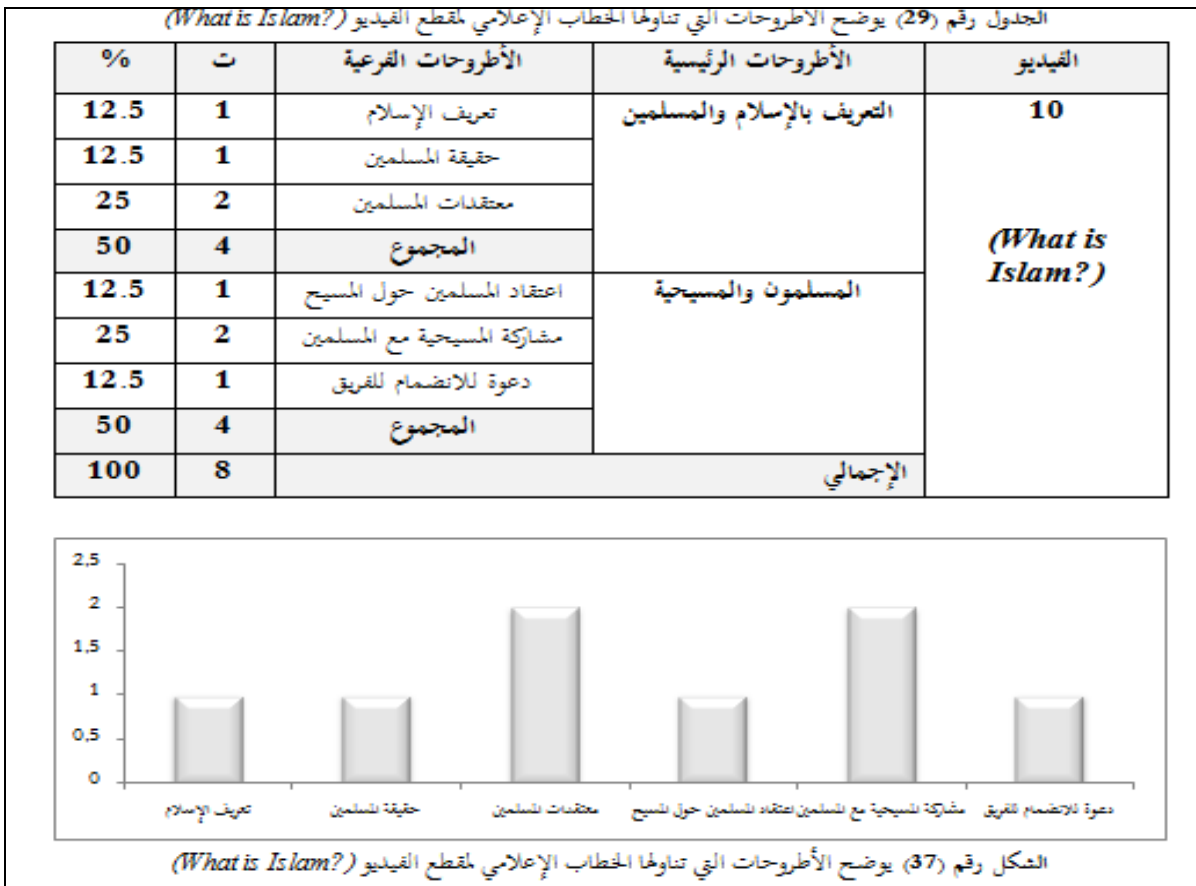 الجدول رقم (29) يوضح الأطروحات التي تناولها الخطاب الإعلامي لمقطع الفيديو (What is Islam?)
الفيديو الأطروحات الرئيسية الأطروحات الفرعية ت %
10 التعريف بالإسلام والمسلمين تعريف الإسلام 1 12.5
حقيقة المسلمين 1 12.5
معتقدات المسلمين 2 25
(What is
Islam?)
المجموع 4 50
المسلمون والمسيحية اعتقاد المسلمين حول المسيح 1 12.5
مشاركة المسيحية مع المسلمين 2 25
دعوة للانضمام للفريق 1 12.5
المجموع 4 50
الإجمالي 8 100
2,5
2
1,5
1
0,5
0
تعريف الإسلام
حقيقة المسلمين
معتقدات المسلمين
اعتقاد المسلمين حول المسيح
مشاركة المسيحية مع المسلمين
دعوة للانضمام للفريق
الشكل رقم (37) يوضح الأطروحات التي تناولها الخطاب الإعلامي لمقطع الفيديو (What is Islam?)